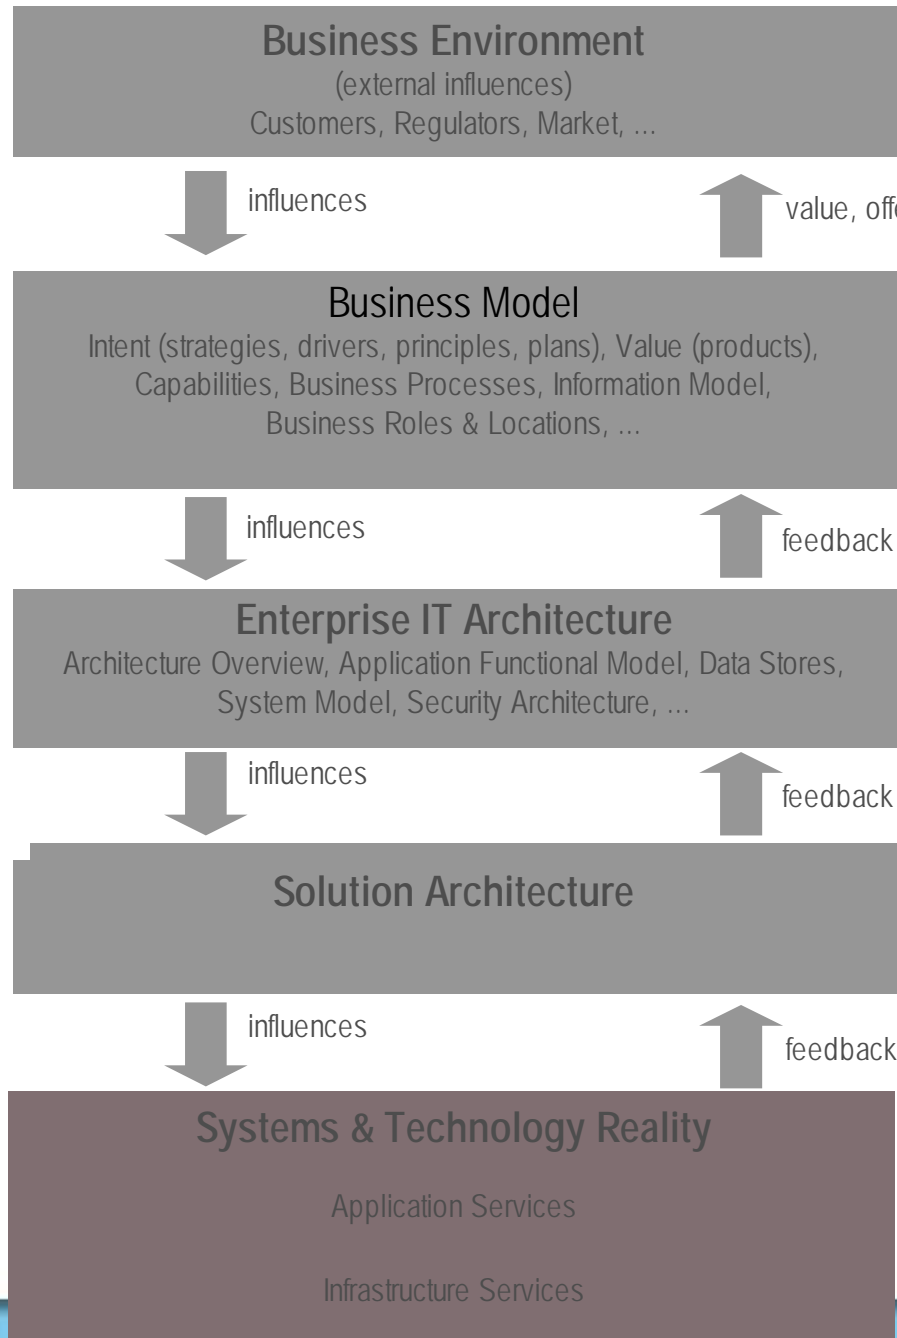 Business Environment
(external influences)
Customers, Regulators, Market, ...
influences
value, off
Business Model
Intent (strategies, drivers, principles, plans), Value (products),
Capabilities, Business Processes, Information Model,
Business Roles & Locations, ...
influences
feedback
Enterprise IT Architecture
Architecture Overview, Application Functional Model, Data Stores,
System Model, Security Architecture, ...
influences
feedback
Solution Architecture
influences
feedback
Systems & Technology Reality
Application Services
Infrastructure Services